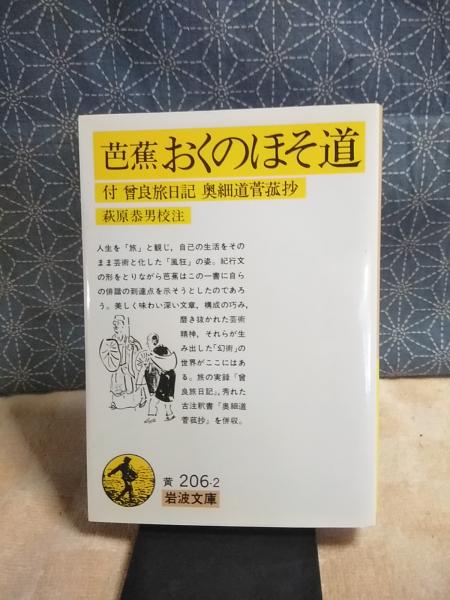 芭蕉 おくのほそ道
付 曾良旅日記 奥細道菅菰抄
萩原恭男校注
人生を「旅」と観じ，自己の生活をその
まま芸術と化した「風狂」の姿。紀行文
の形をとりながら芭蕉はこの一書に自ら
の俳諧の到達点を示そうとしたのであろ
う。美しく味わい深い文章，構成の巧み，
磨き抜かれた芸術
精神，それらが生
み出した「幻術」の
世界がここにはあ
る。旅の実録「曾
良旅日記」，秀れた
古注釈書「奥細道
菅菰抄」を併収。
黄 206-2
岩波文庫